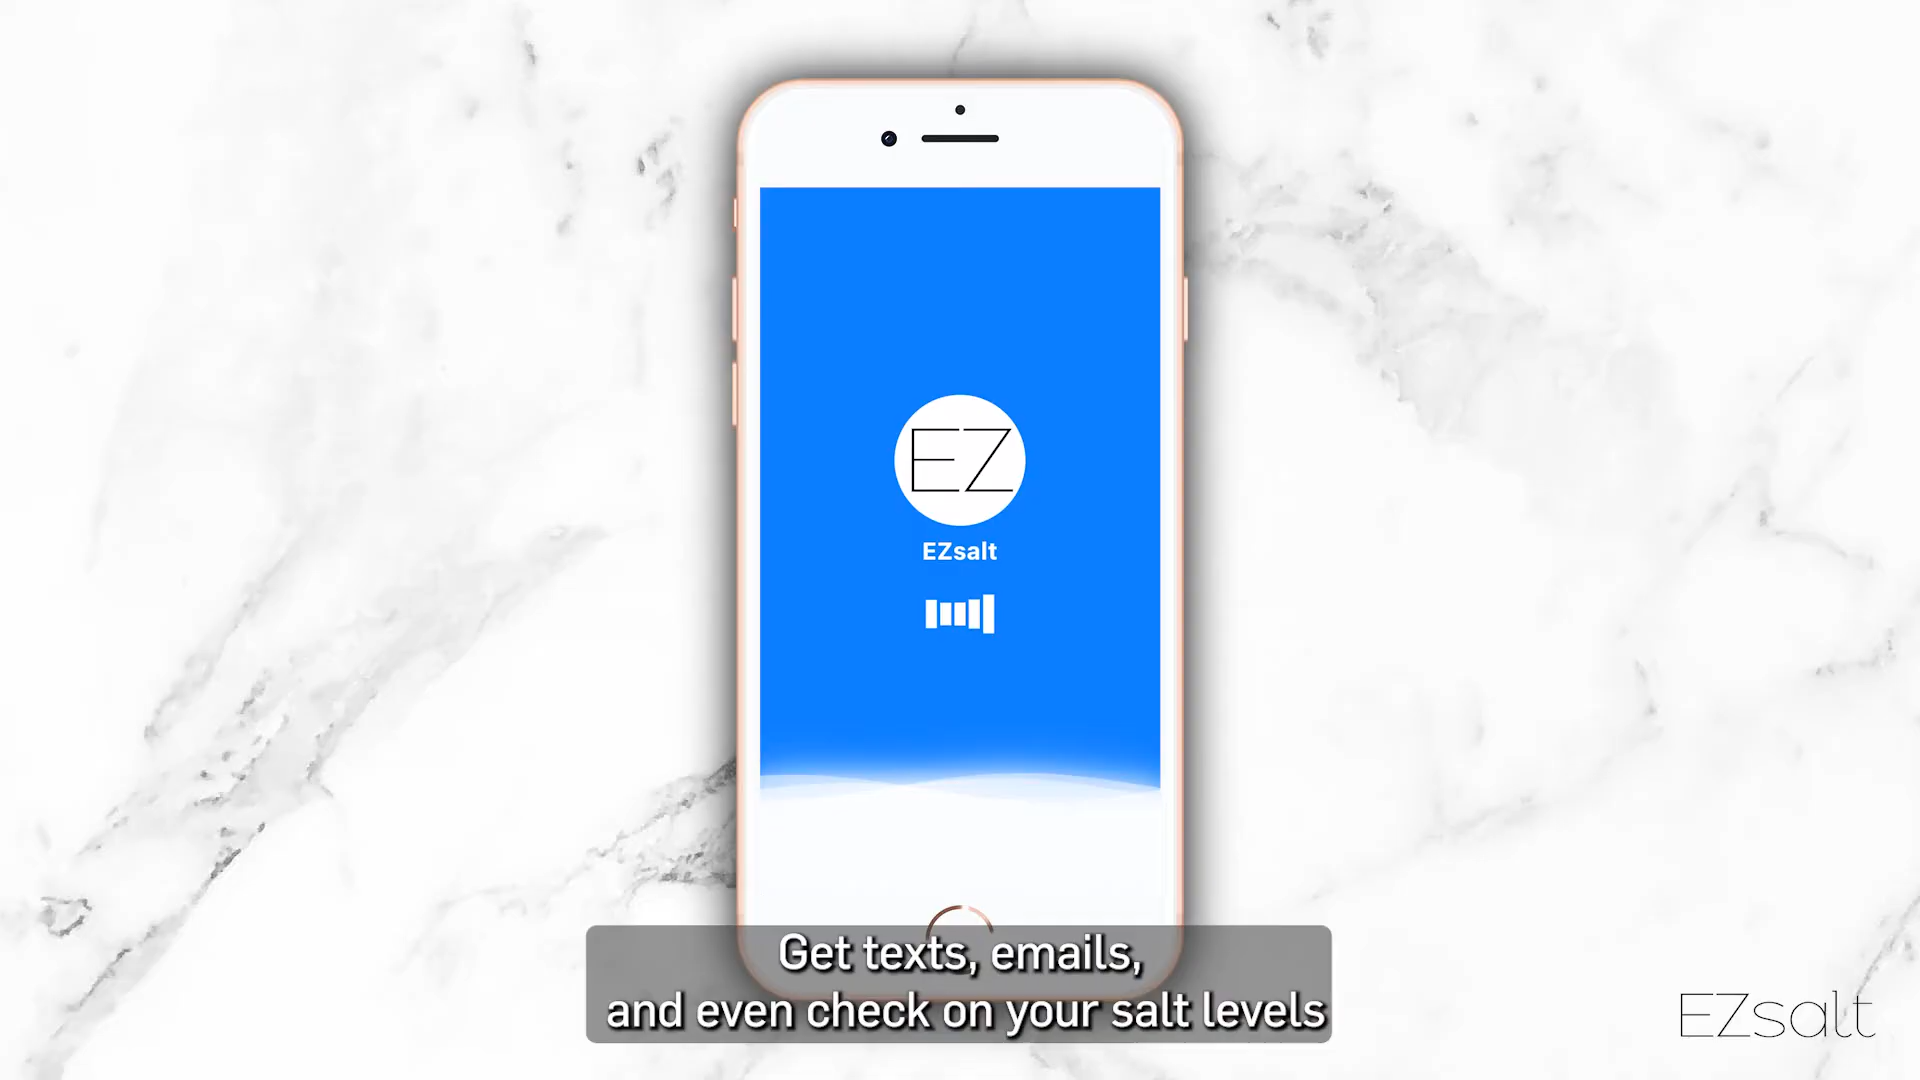 EZ
EZsalt
Get texts, emails,
and even check on your salt levels
EZsalt